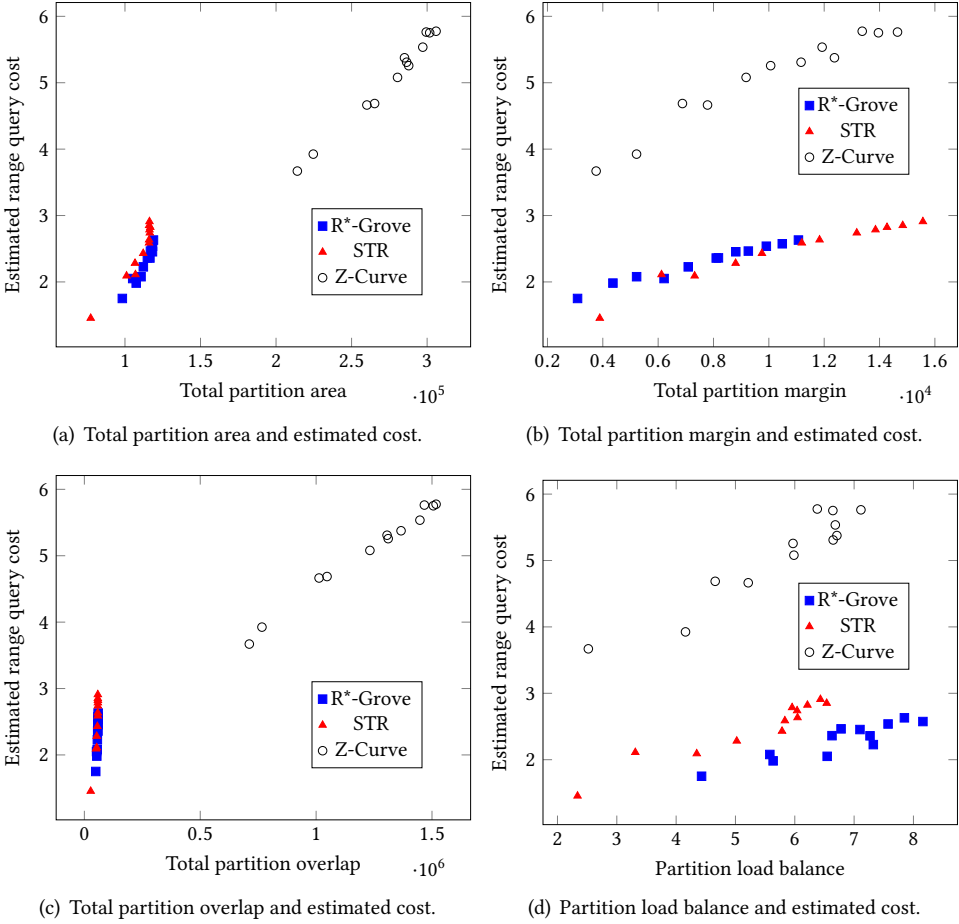 6
5
4
3
2
1
1.5
2
2.5
3
·10^5
Estimated range query cost
Total partition area
R*-Grove
STR
Z-Curve
(a) Total partition area and estimated cost.
6
5
4
3
2
0.2
0.4
0.6
0.8
1
1.2
1.4
1.6
·10^4
Estimated range query cost
Total partition margin
R*-Grove
STR
Z-Curve
(b) Total partition margin and estimated cost.
6
5
4
3
2
0
0.5
1
1.5
·10^6
Estimated range query cost
Total partition overlap
R*-Grove
STR
Z-Curve
(c) Total partition overlap and estimated cost.
6
5
4
3
2
2
3
4
5
6
7
8
Estimated range query cost
Partition load balance
R*-Grove
STR
Z-Curve
(d) Partition load balance and estimated cost.